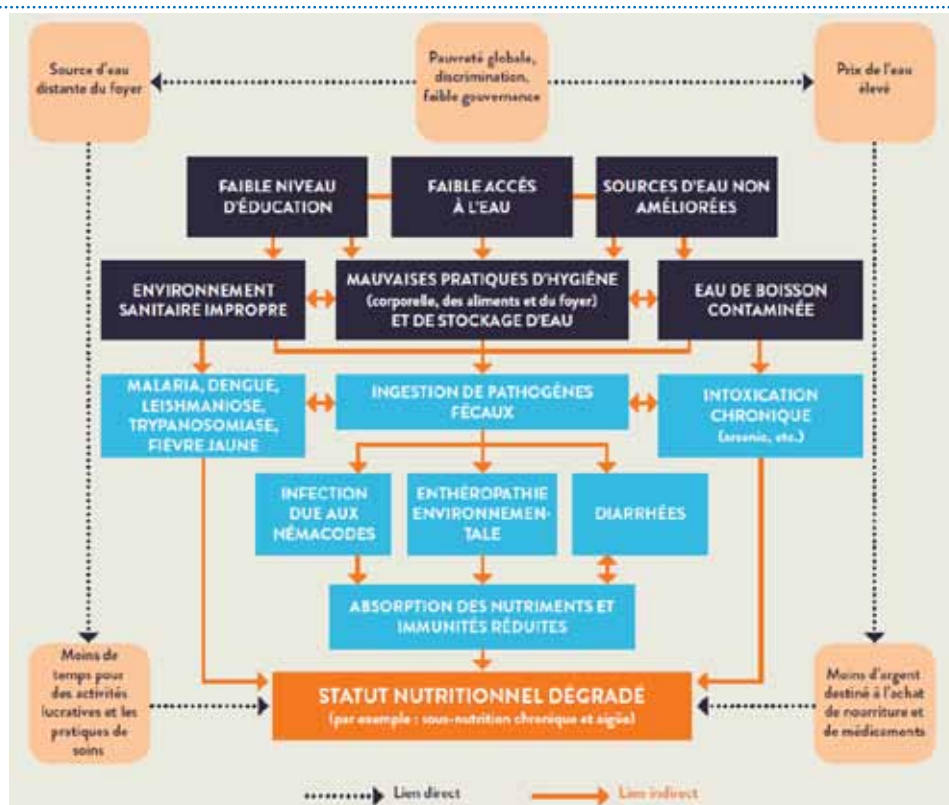 Source d'eau
distante du foyer
Pauvreté globale,
discrimination,
faible gouvernance
Prix de l'eau
élevé
FAIBLE NIVEAU
D'ÉDUCATION
FAIBLE ACCÈS
À L'EAU
SOURCES D'EAU NON
AMÉLIORÉES
ENVIRONNEMENT
SANITAIRE IMPROPRE
MAUVAISES PRATIQUES D'HYGIÈNE
(corporelle, des aliments et du foyer)
ET DE STOCKAGE D'EAU
EAU DE BOISSON
CONTAMINÉE
MALARIA, DENGUE,
LEISHMANIOSE,
TRYPANOSOMIASE,
FIÈVRE JAUNE
INGESTION DE PATHOGÈNES
FÉCAUX
INTOXICATION
CHRONIQUE
(arsenic, etc.)
INFECTION
DUE AUX
NÉMACODES
ENTHÉROPATHIE
ENVIRONNEMEN-
TALE
DIARRHÉES
ABSORPTION DES NUTRIMENTS ET
IMMUNITÉS RÉDUITES
Moins de
temps pour
des activités
lucratives et les
pratiques de
soins
STATUT NUTRITIONNEL DÉGRADÉ
(par exemple : sous-nutrition chronique et aigüe)
Moins d'argent
destiné à l'achat
de nourriture et
de médicaments
Lien direct
Lien indirect